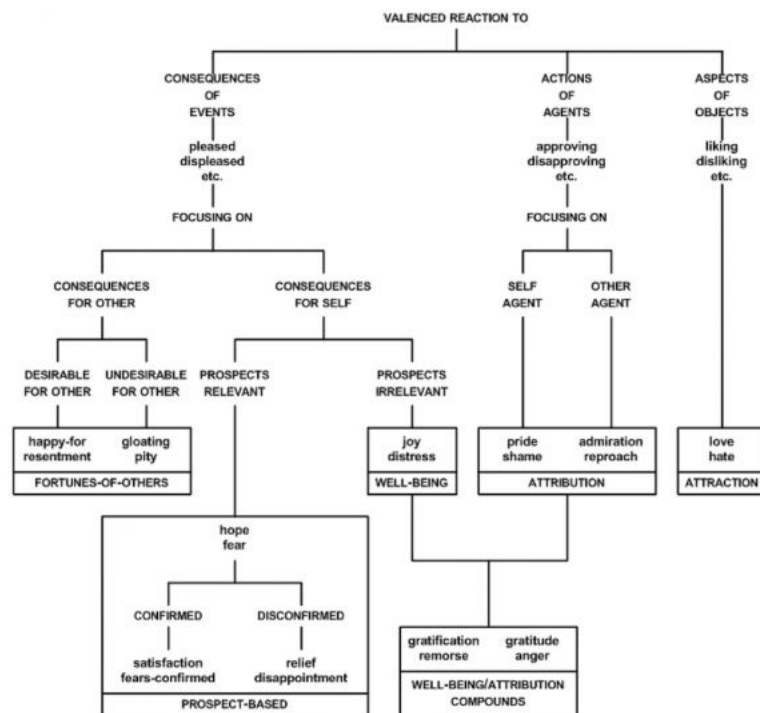 VALENCED REACTION TO
CONSEQUENCES
OF
EVENTS
ACTIONS
OF
AGENTS
ASPECTS
OF
OBJECTS
pleased
displeased
etc.
approving
disapproving
etc.
liking
disliking
etc.
FOCUSING ON
FOCUSING ON
CONSEQUENCES
FOR OTHER
CONSEQUENCES
FOR SELF
SELF
AGENT
OTHER
AGENT
DESIRABLE
FOR OTHER
UNDESIRABLE
FOR OTHER
PROSPECTS
RELEVANT
PROSPECTS
IRRELEVANT
happy-for
resentment
gloating
pity
FORTUNES-OF-OTHERS
joy
distress
WELL-BEING
pride
shame
admiration
reproach
ATTRIBUTION
love
hate
ATTRACTION
hope
fear
CONFIRMED
DISCONFIRMED
satisfaction
fears-confirmed
relief
disappointment
PROSPECT-BASED
gratification
remorse
gratitude
anger
WELL-BEING/ATTRIBUTION
COMPOUNDS